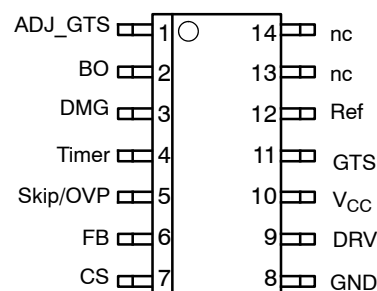 ADJ_GTS 1 14 nc
BO 2 13 nc
DMG 3 12 Ref
Timer 4 11 GTS
Skip/OVP 5 10 VCC
FB 6 9 DRV
CS 7 8 GND